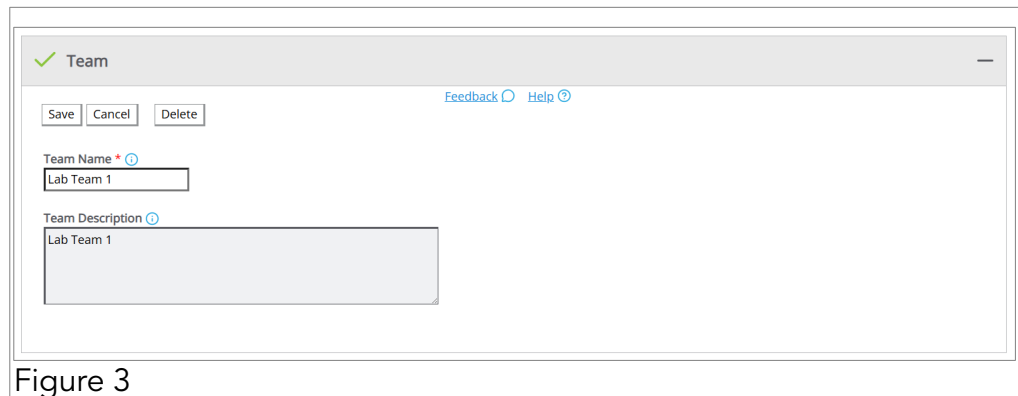 Team
Feedback Help
Save Cancel Delete
Team Name *
Lab Team 1
Team Description
Lab Team 1
Figure 3